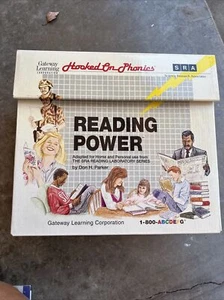 Gateway
Learning
CORPORATION
Hooked On Phonics®
SRA
READING
POWER
Adapted for Home and Personal use from
THE SRA READING LABORATORY SERIES
by Don H. Parker
Gateway Learning Corporation
1-800-ABCDEFG